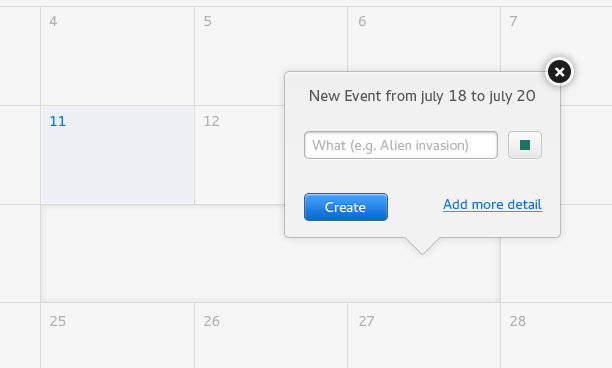 4 5 6 7
New Event from july 18 to july 20
11 12
What (e.g. Alien invasion)
Create Add more detail
25 26 27 28